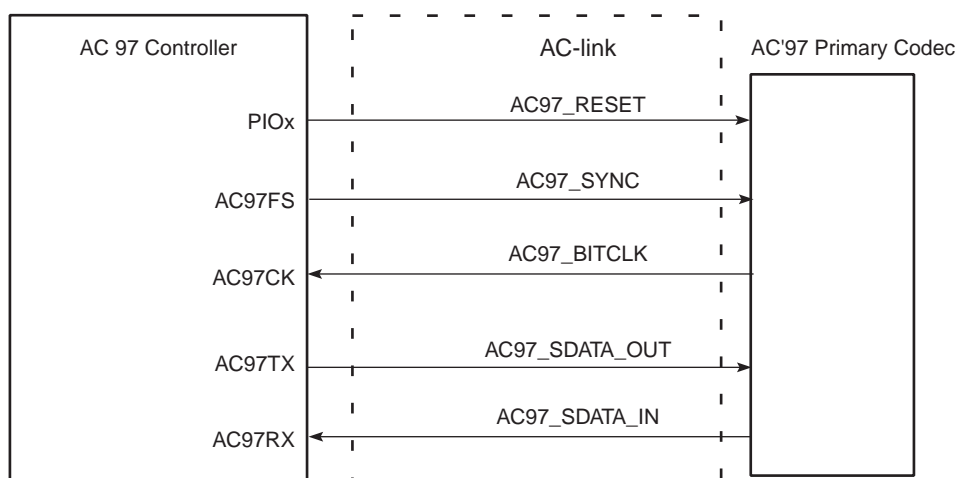 AC 97 Controller
AC-link
AC'97 Primary Codec
PIOx
AC97_RESET
AC97FS
AC97_SYNC
AC97CK
AC97_BITCLK
AC97TX
AC97_SDATA_OUT
AC97RX
AC97_SDATA_IN